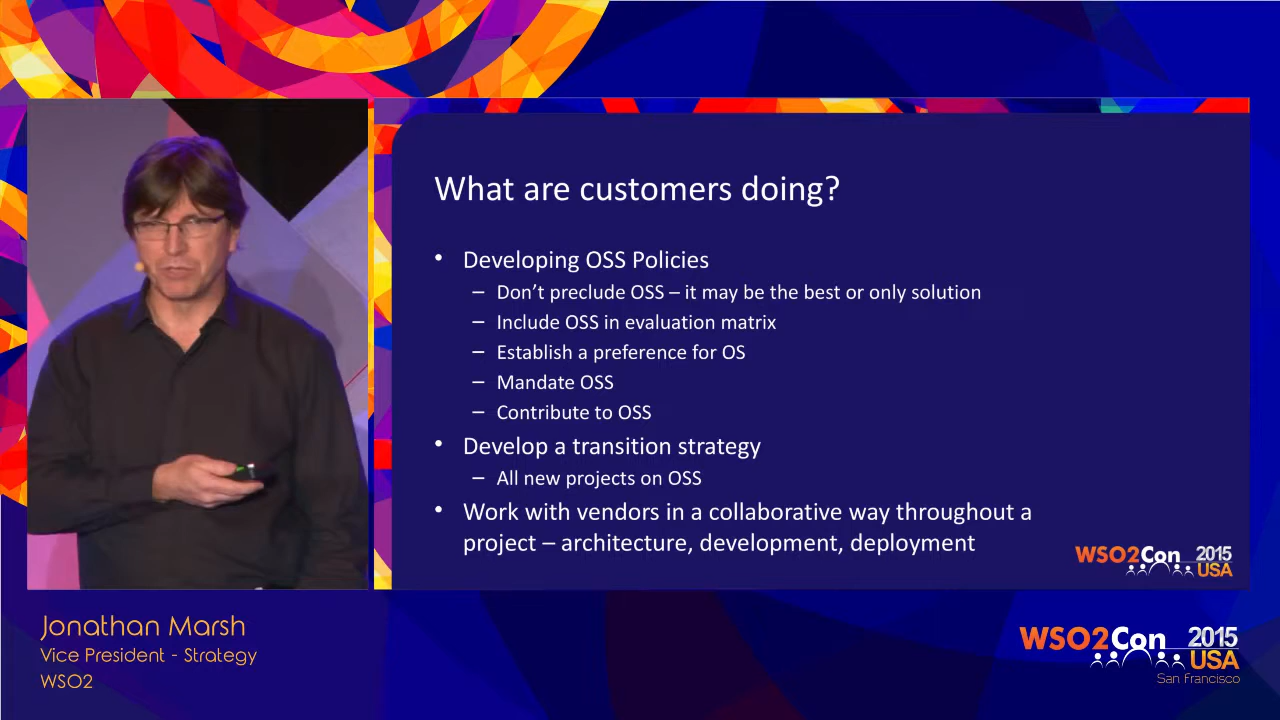 What are customers doing?
• Developing OSS Policies
– Don’t preclude OSS – it may be the best or only solution
– Include OSS in evaluation matrix
– Establish a preference for OS
– Mandate OSS
– Contribute to OSS
• Develop a transition strategy
– All new projects on OSS
• Work with vendors in a collaborative way throughout a
project – architecture, development, deployment
WSO2Con 2015
USA
Jonathan Marsh
Vice President - Strategy
WSO2
WSO2Con 2015
USA
San Francisco